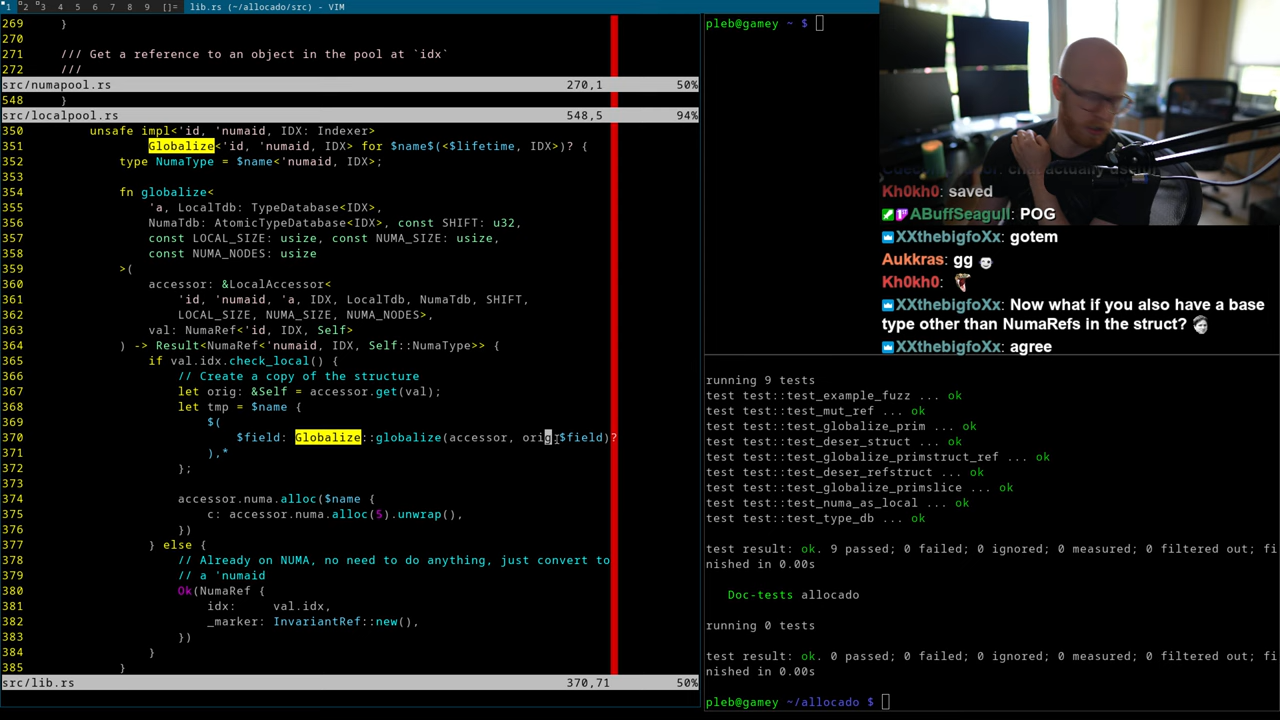 1 2 3 4 5 6 7 8 9 []= lib.rs (~/allocado/src) - VIM
269     }
270
271     /// Get a reference to an object in the pool at `idx`
272     ///
src/numapool.rs 270,1 50%
548     }
src/localpool.rs 548,5 94%
350         unsafe impl<'id, 'numaid, IDX: Indexer>
351                 Globalize<'id, 'numaid, IDX> for $name$(<$lifetime, IDX>)? {
352             type NumaType = $name<'numaid, IDX>;
353
354             fn globalize<
355                 'a, LocalTdb: TypeDatabase<IDX>,
356                 NumaTdb: AtomicTypeDatabase<IDX>, const SHIFT: u32,
357                 const LOCAL_SIZE: usize, const NUMA_SIZE: usize,
358                 const NUMA_NODES: usize
359             >(
360                 accessor: &LocalAccessor<
361                     'id, 'numaid, 'a, IDX, LocalTdb, NumaTdb, SHIFT,
362                     LOCAL_SIZE, NUMA_SIZE, NUMA_NODES>,
363                 val: NumaRef<'id, IDX, Self>
364             ) -> Result<NumaRef<'numaid, IDX, Self::NumaType>> {
365                 if val.idx.check_local() {
366                     // Create a copy of the structure
367                     let orig: &Self = accessor.get(val);
368                     let tmp = $name {
369                         $(
370                             $field: Globalize::globalize(accessor, orig.$field)?
371                         ),*
372                     };
373
374                     accessor.numa.alloc($name {
375                         c: accessor.numa.alloc(5).unwrap(),
376                     })
377                 } else {
378                     // Already on NUMA, no need to do anything, just convert to
379                     // a 'numaid
380                     Ok(NumaRef {
381                         idx:     val.idx,
382                         _marker: InvariantRef::new(),
383                     })
384                 }
385             }
src/lib.rs 370,71 50%
pleb@gamey ~ $
Kh0kh0: saved
ABuffSeagull: POG
XXthebigfoXx: gotem
Aukkras: gg
Kh0kh0:
XXthebigfoXx: Now what if you also have a base
type other than NumaRefs in the struct?
XXthebigfoXx: agree
running 9 tests
test test::test_example_fuzz ... ok
test test::test_mut_ref ... ok
test test::test_globalize_prim ... ok
test test::test_deser_struct ... ok
test test::test_globalize_primstruct_ref ... ok
test test::test_deser_refstruct ... ok
test test::test_globalize_primslice ... ok
test test::test_numa_as_local ... ok
test test::test_type_db ... ok
test result: ok. 9 passed; 0 failed; 0 ignored; 0 measured; 0 filtered out; fi
nished in 0.00s
Doc-tests allocado
running 0 tests
test result: ok. 0 passed; 0 failed; 0 ignored; 0 measured; 0 filtered out; fi
nished in 0.00s
pleb@gamey ~/allocado $